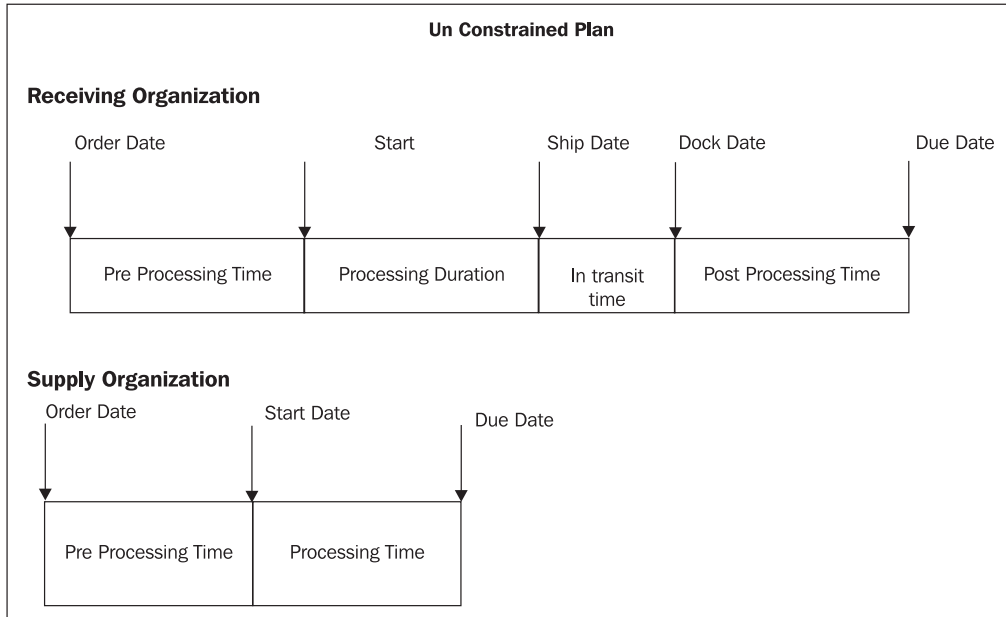 Un Constrained Plan
Receiving Organization
Order Date
Start
Ship Date
Dock Date
Due Date
Pre Processing Time
Processing Duration
In transit
time
Post Processing Time
Supply Organization
Order Date
Start Date
Due Date
Pre Processing Time
Processing Time